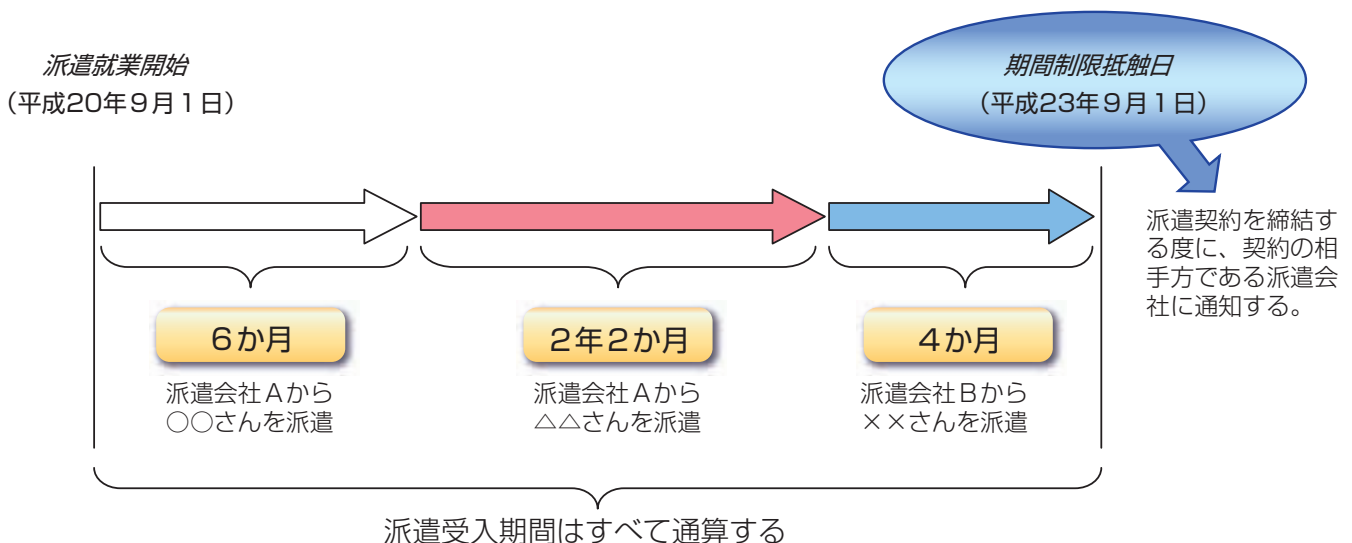 派遣就業開始
（平成20年９月１日）
期間制限抵触日
（平成23年９月１日）
派遣契約を締結す
る度に、契約の相
手方である派遣会
社に通知する。
６か月
派遣会社Ａから
○○さんを派遣
２年２か月
派遣会社Ａから
△△さんを派遣
４か月
派遣会社Ｂから
××さんを派遣
派遣受入期間はすべて通算する